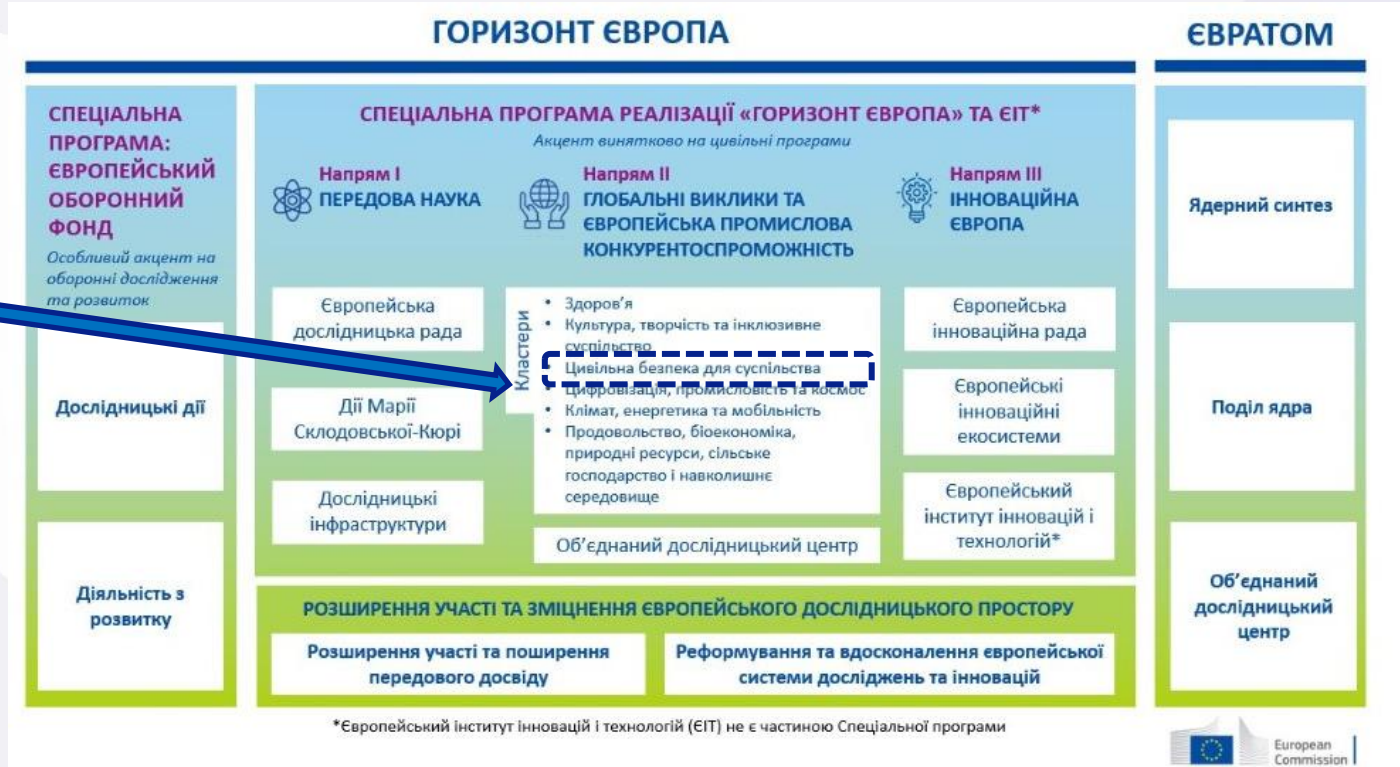 ГОРИЗОНТ ЄВРОПА
ЄВРАТОМ
СПЕЦІАЛЬНА
ПРОГРАМА:
ЄВРОПЕЙСЬКИЙ
ОБОРОННИЙ
ФОНД
Особливий акцент на
оборонні дослідження
та розвиток
Дослідницькі дії
Діяльність з
розвитку
СПЕЦІАЛЬНА ПРОГРАМА РЕАЛІЗАЦІЇ «ГОРИЗОНТ ЄВРОПА» ТА ЄІТ*
Акцент винятково на цивільні програми
Напрям I
ПЕРЕДОВА НАУКА
Європейська
дослідницька рада
Дії Марії
Склодовської-Кюрі
Дослідницькі
інфраструктури
Напрям II
ГЛОБАЛЬНІ ВИКЛИКИ ТА
ЄВРОПЕЙСЬКА ПРОМИСЛОВА
КОНКУРЕНТОСПРОМОЖНІСТЬ
Кластери
• Здоров’я
• Культура, творчість та інклюзивне
суспільство
Цивільна безпека для суспільства
• Цифровізація, промисловість та космос
• Клімат, енергетика та мобільність
• Продовольство, біоекономіка,
природні ресурси, сільське
господарство і навколишнє
середовище
Об’єднаний дослідницький центр
Напрям III
ІННОВАЦІЙНА
ЄВРОПА
Європейська
інноваційна рада
Європейські
інноваційні
екосистеми
Європейський
інститут інновацій і
технологій*
РОЗШИРЕННЯ УЧАСТІ ТА ЗМІЦНЕННЯ ЄВРОПЕЙСЬКОГО ДОСЛІДНИЦЬКОГО ПРОСТОРУ
Розширення участі та поширення
передового досвіду
Реформування та вдосконалення європейської
системи досліджень та інновацій
Ядерний синтез
Поділ ядра
Об’єднаний
дослідницький
центр
*Європейський інститут інновацій і технологій (ЄІТ) не є частиною Спеціальної програми
European
Commission